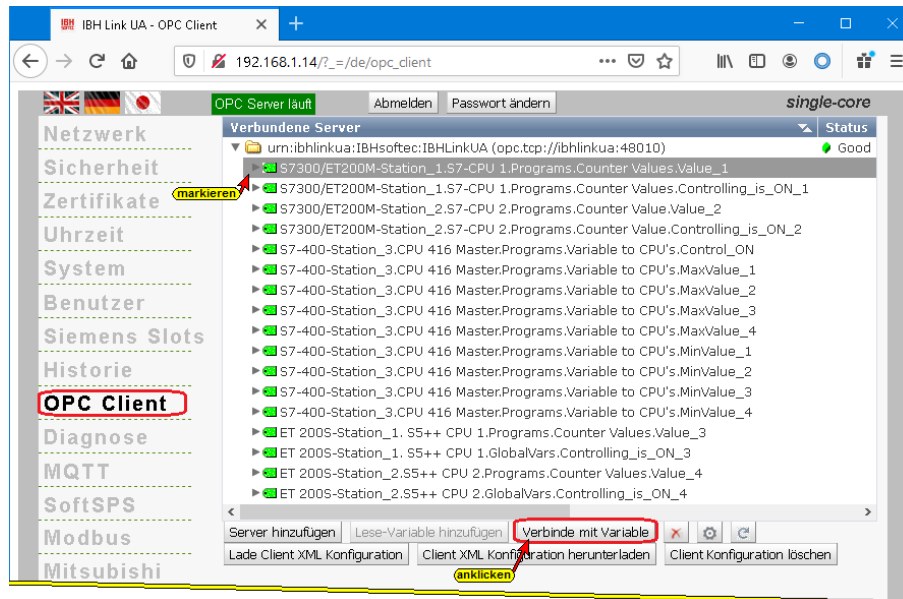 IBH SOFTEC IBH Link UA - OPC Client
192.168.1.14/?_=/de/opc_client
OPC Server läuft Abmelden Passwort ändern single-core
Netzwerk
Sicherheit
Zertifikate
Uhrzeit
System
Benutzer
Siemens Slots
Historie
OPC Client
Diagnose
MQTT
SoftSPS
Modbus
Mitsubishi
Verbundene Server Status
urn:ibhlinkua:IBHsoftec:IBHLinkUA (opc.tcp://ibhlinkua:48010) Good
S7300/ET200M-Station_1.S7-CPU 1.Programs.Counter Values.Value_1
markieren
S7300/ET200M-Station_1.S7-CPU 1.Programs.Counter Values.Controlling_is_ON_1
S7300/ET200M-Station_2.S7-CPU 2.Programs.Counter Value.Value_2
S7300/ET200M-Station_2.S7-CPU 2.Programs.Counter Value.Controlling_is_ON_2
S7-400-Station_3.CPU 416 Master.Programs.Variable to CPU's.Control_ON
S7-400-Station_3.CPU 416 Master.Programs.Variable to CPU's.MaxValue_1
S7-400-Station_3.CPU 416 Master.Programs.Variable to CPU's.MaxValue_2
S7-400-Station_3.CPU 416 Master.Programs.Variable to CPU's.MaxValue_3
S7-400-Station_3.CPU 416 Master.Programs.Variable to CPU's.MaxValue_4
S7-400-Station_3.CPU 416 Master.Programs.Variable to CPU's.MinValue_1
S7-400-Station_3.CPU 416 Master.Programs.Variable to CPU's.MinValue_2
S7-400-Station_3.CPU 416 Master.Programs.Variable to CPU's.MinValue_3
S7-400-Station_3.CPU 416 Master.Programs.Variable to CPU's.MinValue_4
ET 200S-Station_1. S5++ CPU 1.Programs.Counter Values.Value_3
ET 200S-Station_1. S5++ CPU 1.GlobalVars.Controlling_is_ON_3
ET 200S-Station_2.S5++ CPU 2.Programs.Counter Values.Value_4
ET 200S-Station_2.S5++ CPU 2.GlobalVars.Controlling_is_ON_4
Server hinzufügen Lese-Variable hinzufügen Verbinde mit Variable
Lade Client XML Konfiguration Client XML Konfiguration herunterladen Client Konfiguration löschen
anklicken